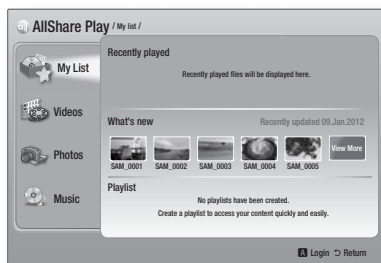 AllShare Play / My list /
My List
Videos
Photos
Music
Recently played
Recently played files will be displayed here.
What's new Recently updated 09.Jan.2012
SAM_0001 SAM_0002 SAM_0003 SAM_0004 SAM_0005 View More
Playlist
No playlists have been created.
Create a playlist to access your content quickly and easily.
A Login Return